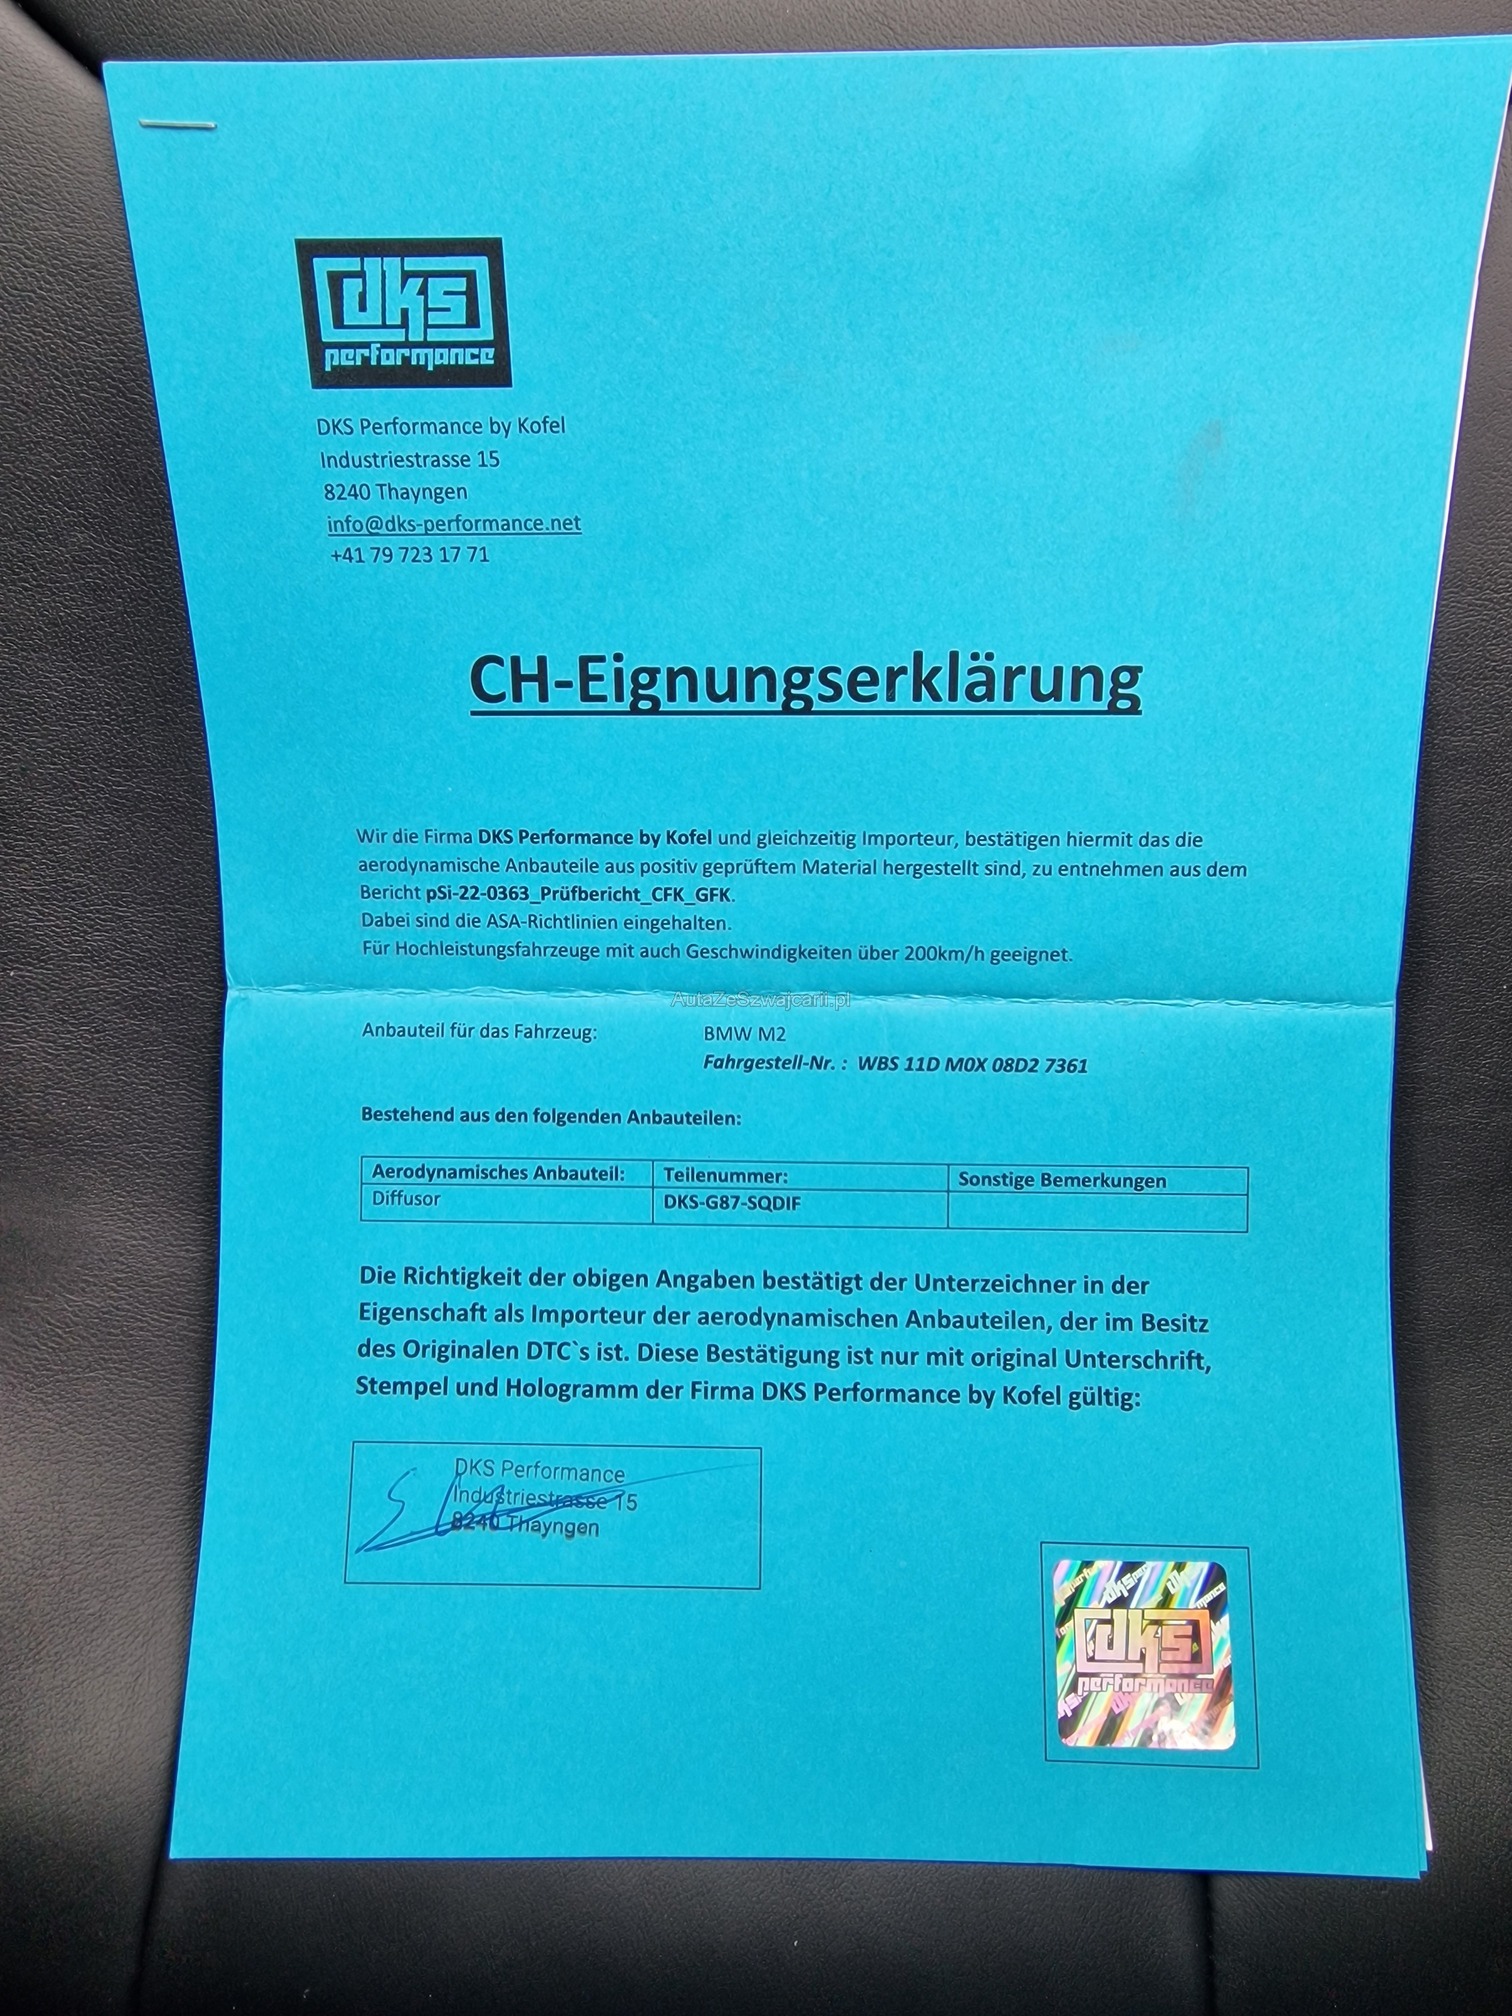 dks
performance
DKS Performance by Kofel
Industriestrasse 15
8240 Thayngen
info@dks-performance.net
+41 79 723 17 71
CH-Eignungserklärung
Wir die Firma DKS Performance by Kofel und gleichzeitig Importeur, bestätigen hiermit das die
aerodynamische Anbauteile aus positiv geprüftem Material hergestellt sind, zu entnehmen aus dem
Bericht pSi-22-0363_Prüfbericht_CFK_GFK.
Dabei sind die ASA-Richtlinien eingehalten.
Für Hochleistungsfahrzeuge mit auch Geschwindigkeiten über 200km/h geeignet.
AutaZeSzwajcarii.pl
Anbauteil für das Fahrzeug: BMW M2
Fahrgestell-Nr. : WBS 11D M0X 08D2 7361
Bestehend aus den folgenden Anbauteilen:
Aerodynamisches Anbauteil: Teilenummer: Sonstige Bemerkungen
Diffusor DKS-G87-SQDIF
Die Richtigkeit der obigen Angaben bestätigt der Unterzeichner in der
Eigenschaft als Importeur der aerodynamischen Anbauteilen, der im Besitz
des Originalen DTC`s ist. Diese Bestätigung ist nur mit original Unterschrift,
Stempel und Hologramm der Firma DKS Performance by Kofel gültig:
DKS Performance
Industriestrasse 15
8240 Thayngen
dks
performance